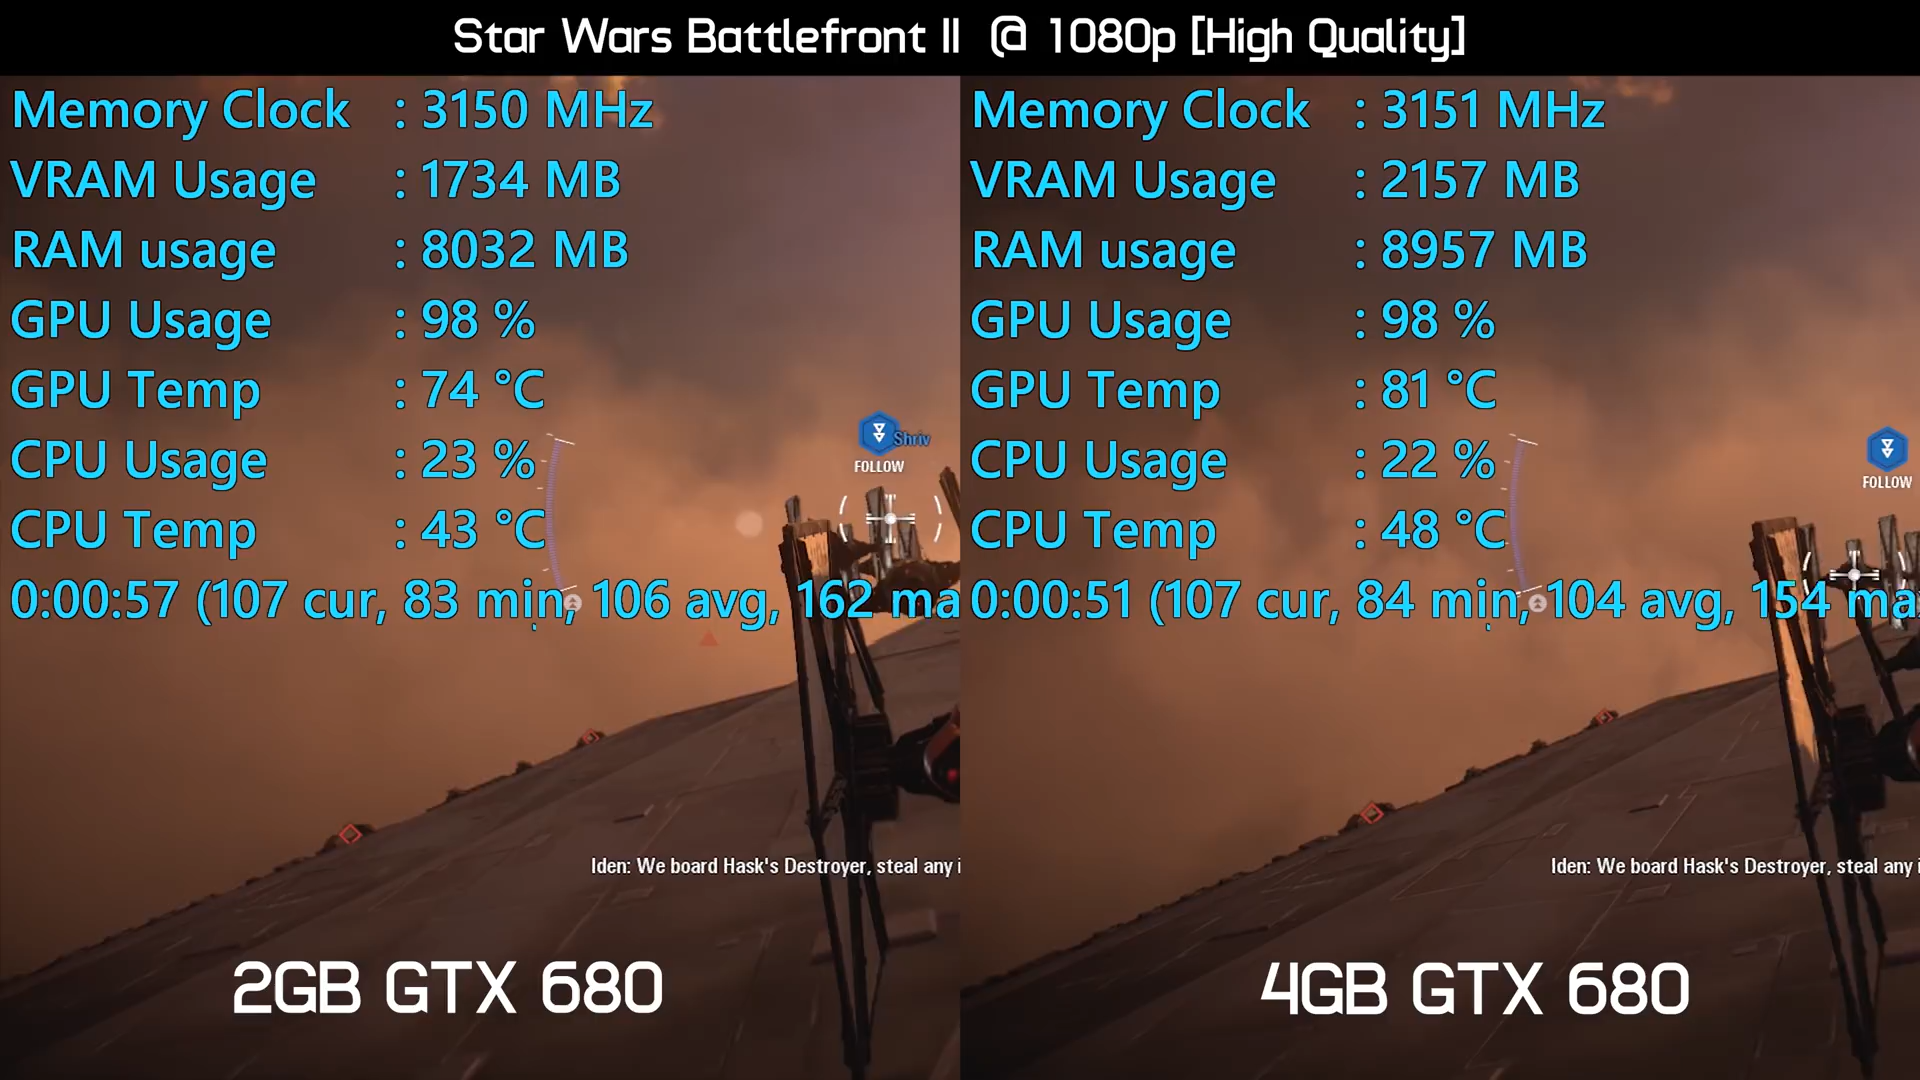 Star Wars Battlefront II @ 1080p [High Quality]
Memory Clock : 3150 MHz
VRAM Usage : 1734 MB
RAM usage : 8032 MB
GPU Usage : 98 %
GPU Temp : 74 °C
CPU Usage : 23 %
CPU Temp : 43 °C
0:00:57 (107 cur, 83 min, 106 avg, 162 ma
Shriv
FOLLOW
Iden: We board Hask's Destroyer, steal any i
2GB GTX 680
Memory Clock : 3151 MHz
VRAM Usage : 2157 MB
RAM usage : 8957 MB
GPU Usage : 98 %
GPU Temp : 81 °C
CPU Usage : 22 %
CPU Temp : 48 °C
0:00:51 (107 cur, 84 min, 104 avg, 154 ma
FOLLOW
Iden: We board Hask's Destroyer, steal any i
4GB GTX 680